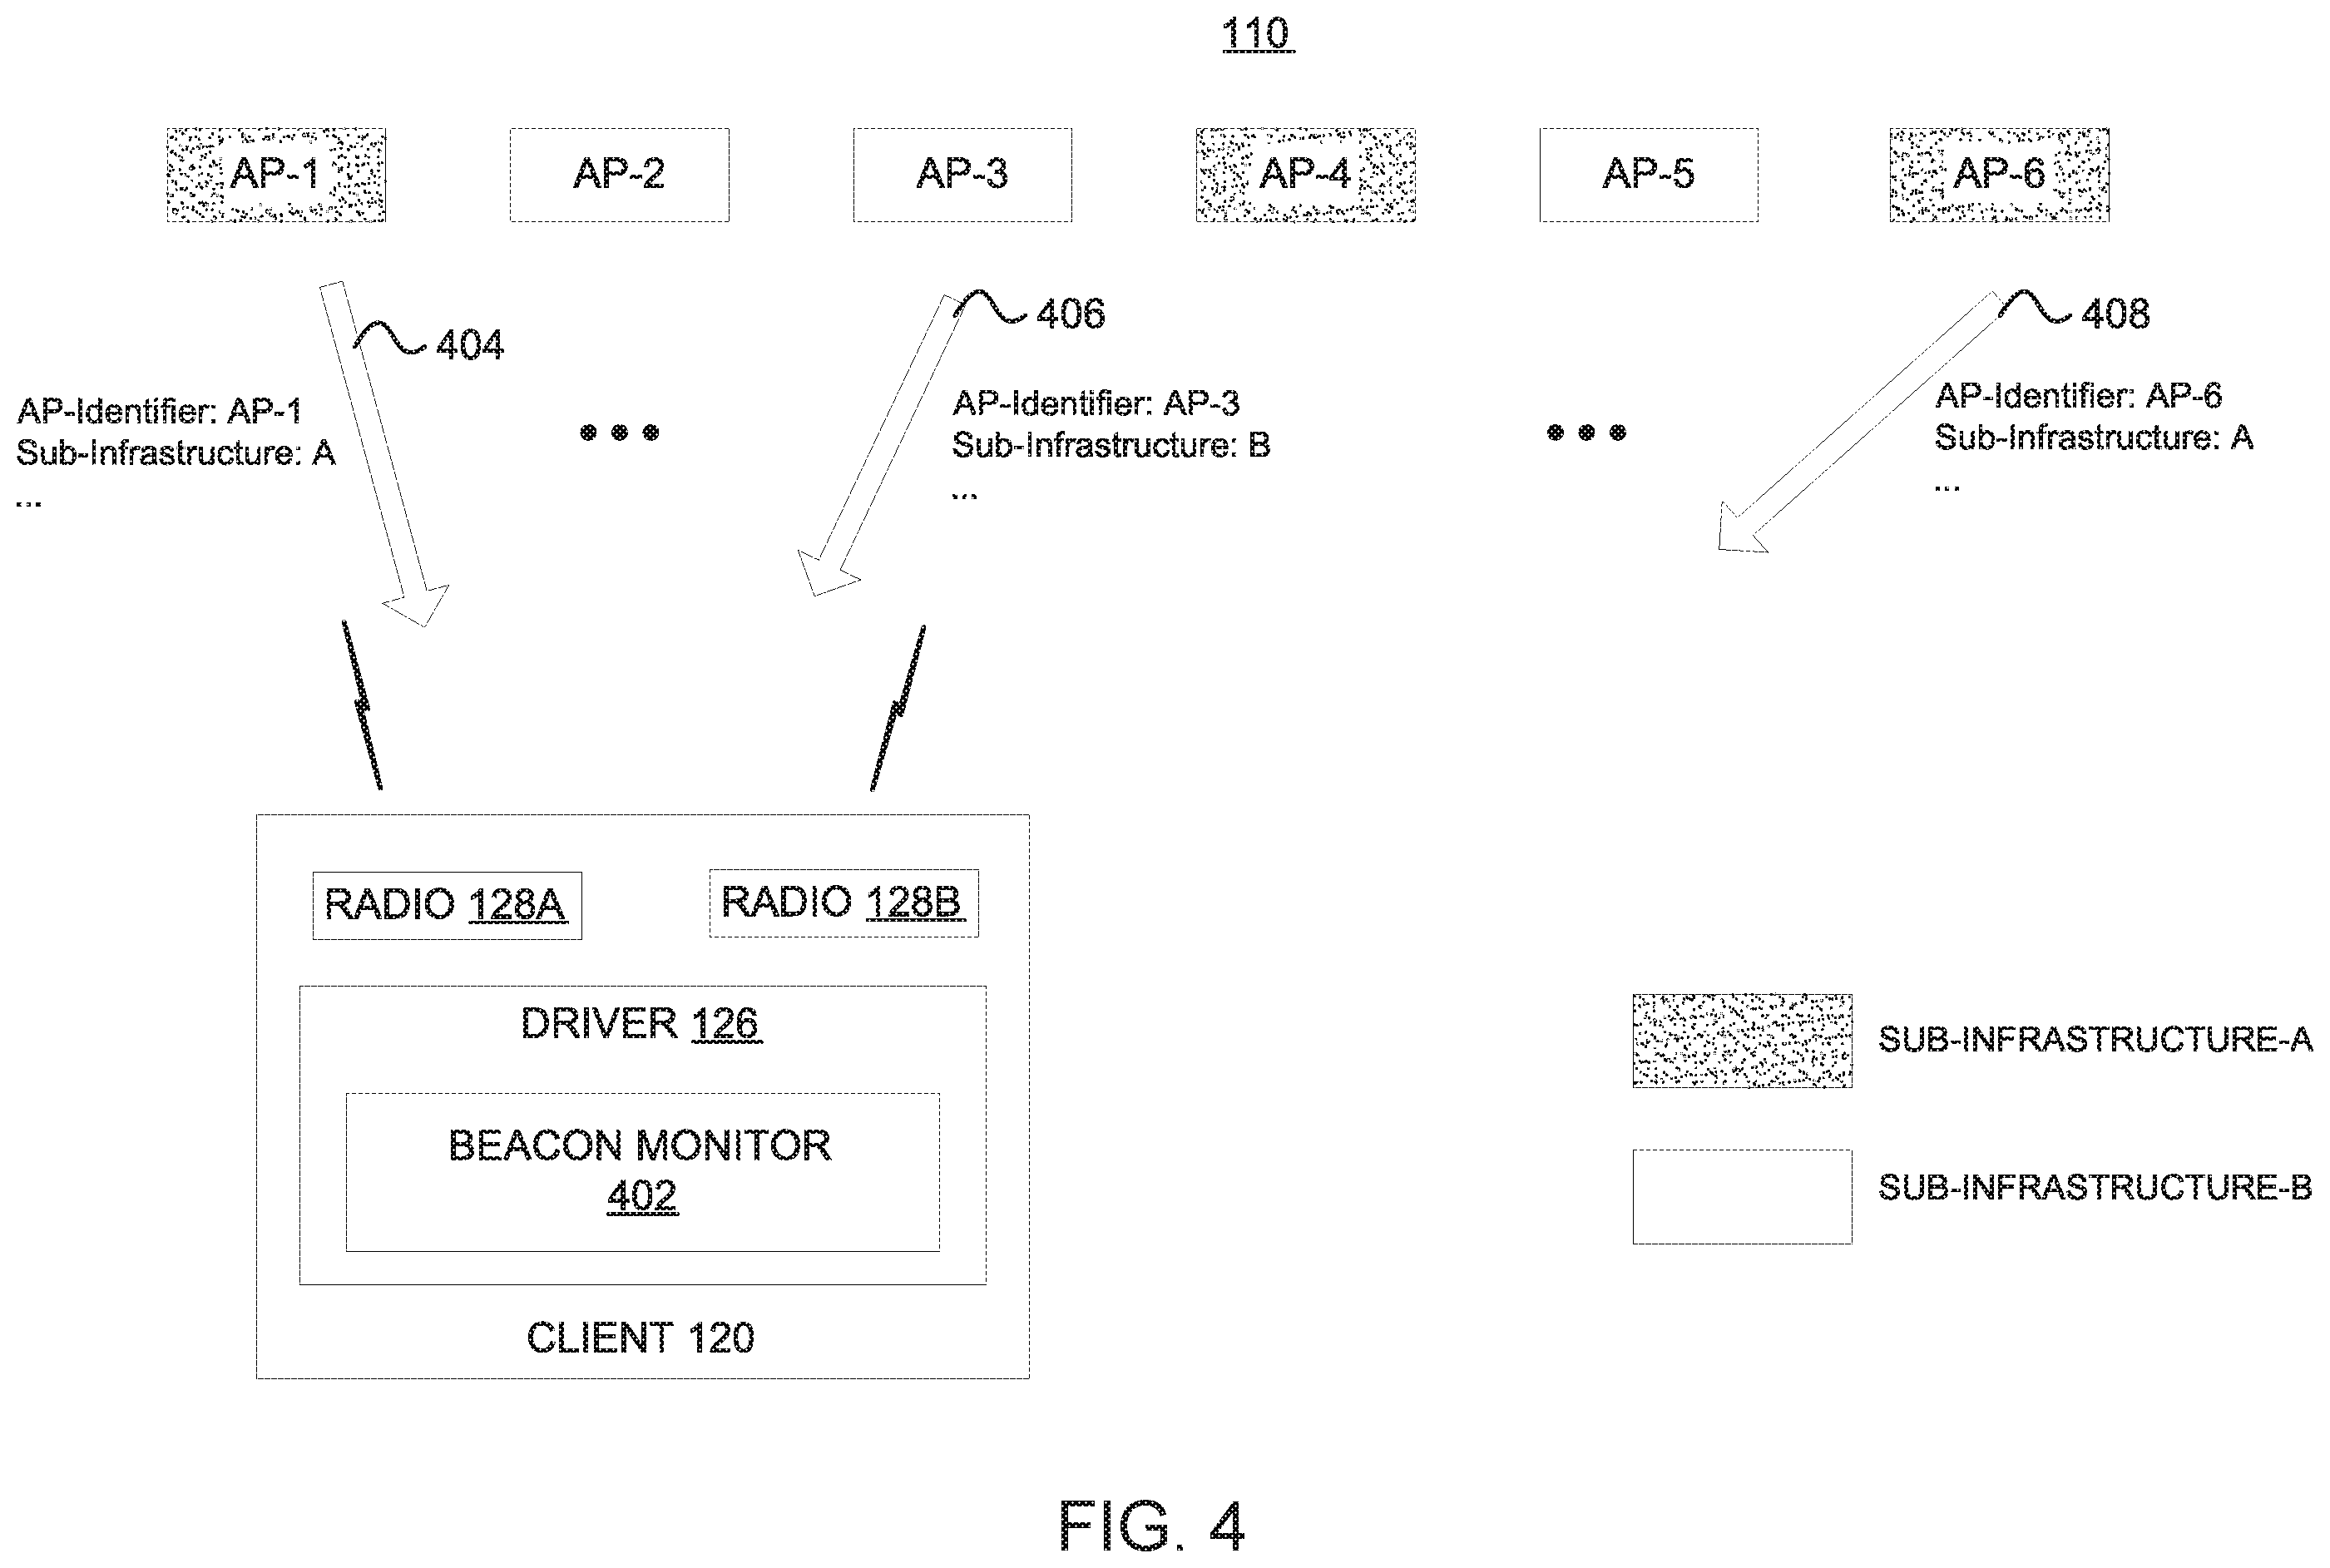 110
AP-1
AP-2
AP-3
AP-4
AP-5
AP-6
404
406
408
AP-Identifier: AP-1
Sub-Infrastructure: A
...
AP-Identifier: AP-3
Sub-Infrastructure: B
...
AP-Identifier: AP-6
Sub-Infrastructure: A
...
RADIO 128A
RADIO 128B
DRIVER 126
BEACON MONITOR
402
CLIENT 120
SUB-INFRASTRUCTURE-A
SUB-INFRASTRUCTURE-B
FIG. 4